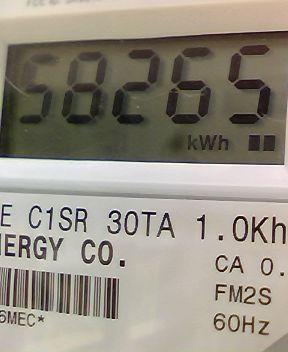 58265
kWh
E C1SR 30TA 1.0Kh
ERGY CO.
CA 0.
FM2S
6MEC*
60Hz